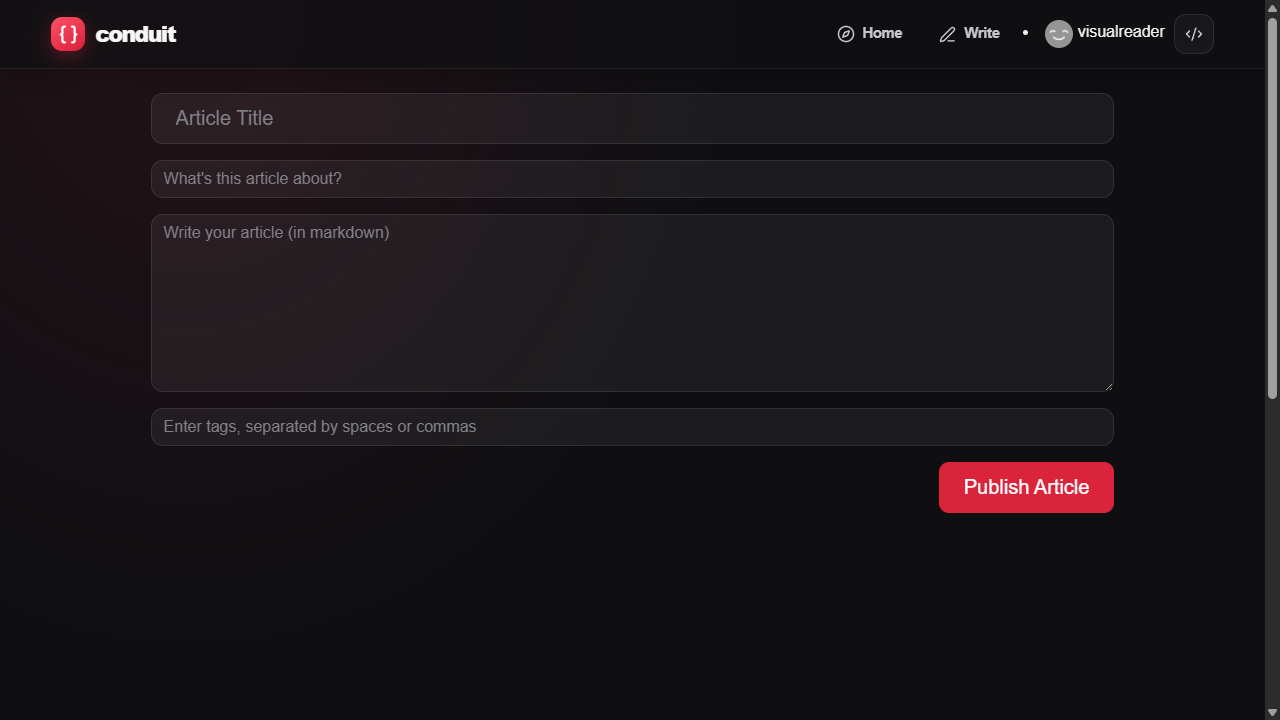 conduit
Home
Write
•
visualreader
Article Title
What's this article about?
Write your article (in markdown)
Enter tags, separated by spaces or commas
Publish Article